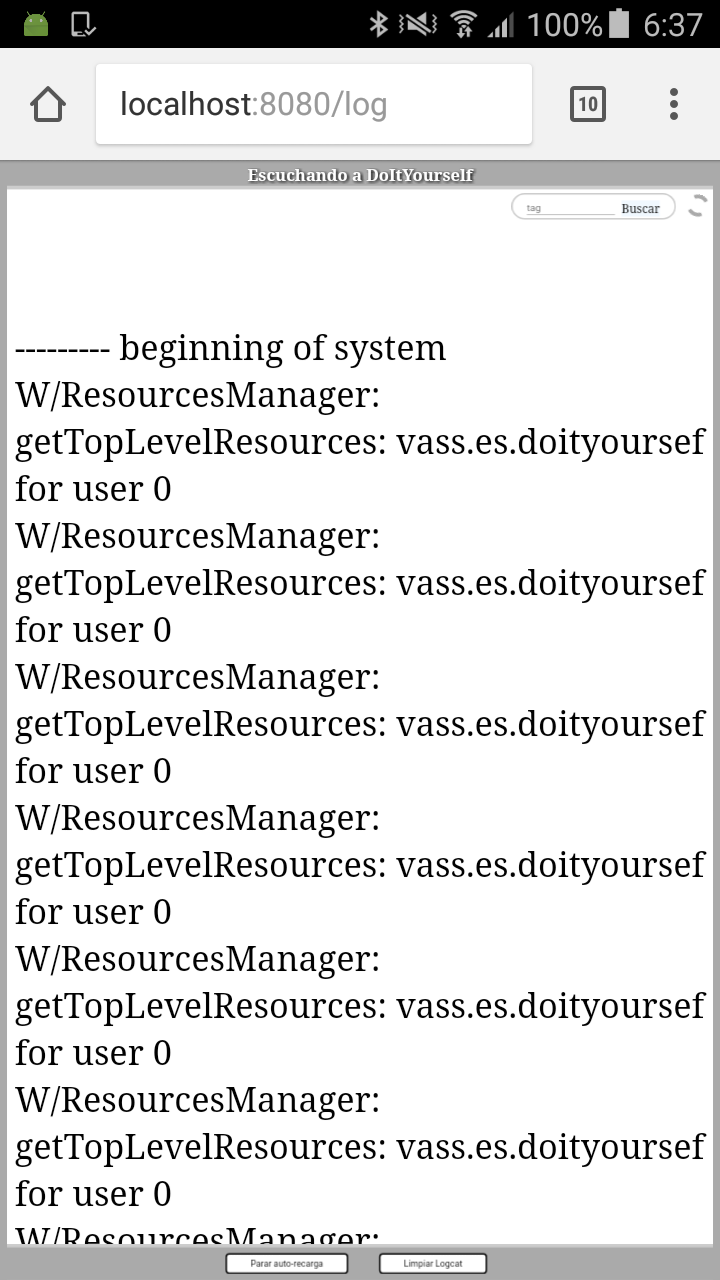 100% 6:37
localhost:8080/log
10
Escuchando a DoItYourself
tag Buscar
--------- beginning of system
W/ResourcesManager:
getTopLevelResources: vass.es.doityoursef
for user 0
W/ResourcesManager:
getTopLevelResources: vass.es.doityoursef
for user 0
W/ResourcesManager:
getTopLevelResources: vass.es.doityoursef
for user 0
W/ResourcesManager:
getTopLevelResources: vass.es.doityoursef
for user 0
W/ResourcesManager:
getTopLevelResources: vass.es.doityoursef
for user 0
W/ResourcesManager:
getTopLevelResources: vass.es.doityoursef
for user 0
W/ResourcesManager:
Parar auto-recarga Limpiar Logcat